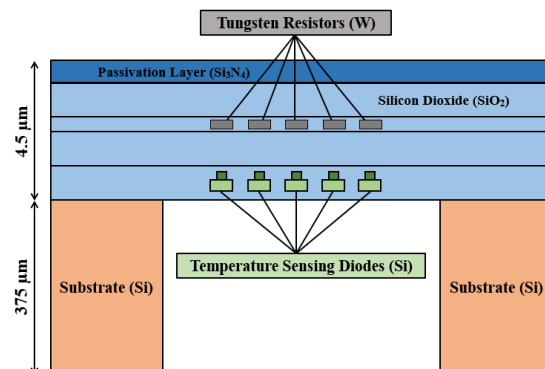 Tungsten Resistors (W)
Passivation Layer (Si₃N₄)
Silicon Dioxide (SiO₂)
4.5 µm
Temperature Sensing Diodes (Si)
375 µm
Substrate (Si)
Substrate (Si)